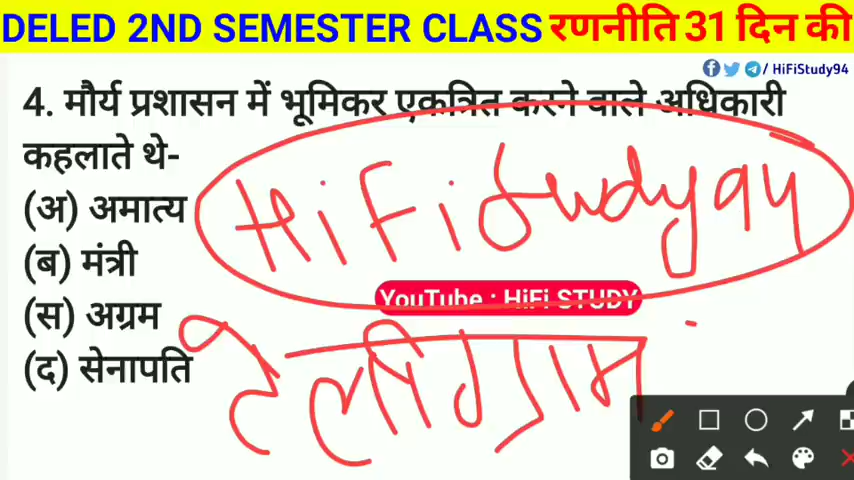 DELED 2ND SEMESTER CLASS रणनीति 31 दिन की
/ HiFiStudy94
4. मौर्य प्रशासन में भूमिकर एकत्रित करने वाले अधिकारी
कहलाते थे-
(अ) अमात्य
HiFiStudy94
(ब) मंत्री
YouTube : HiFi STUDY
(स) अग्रम
टेलीग्राम
(द) सेनापति